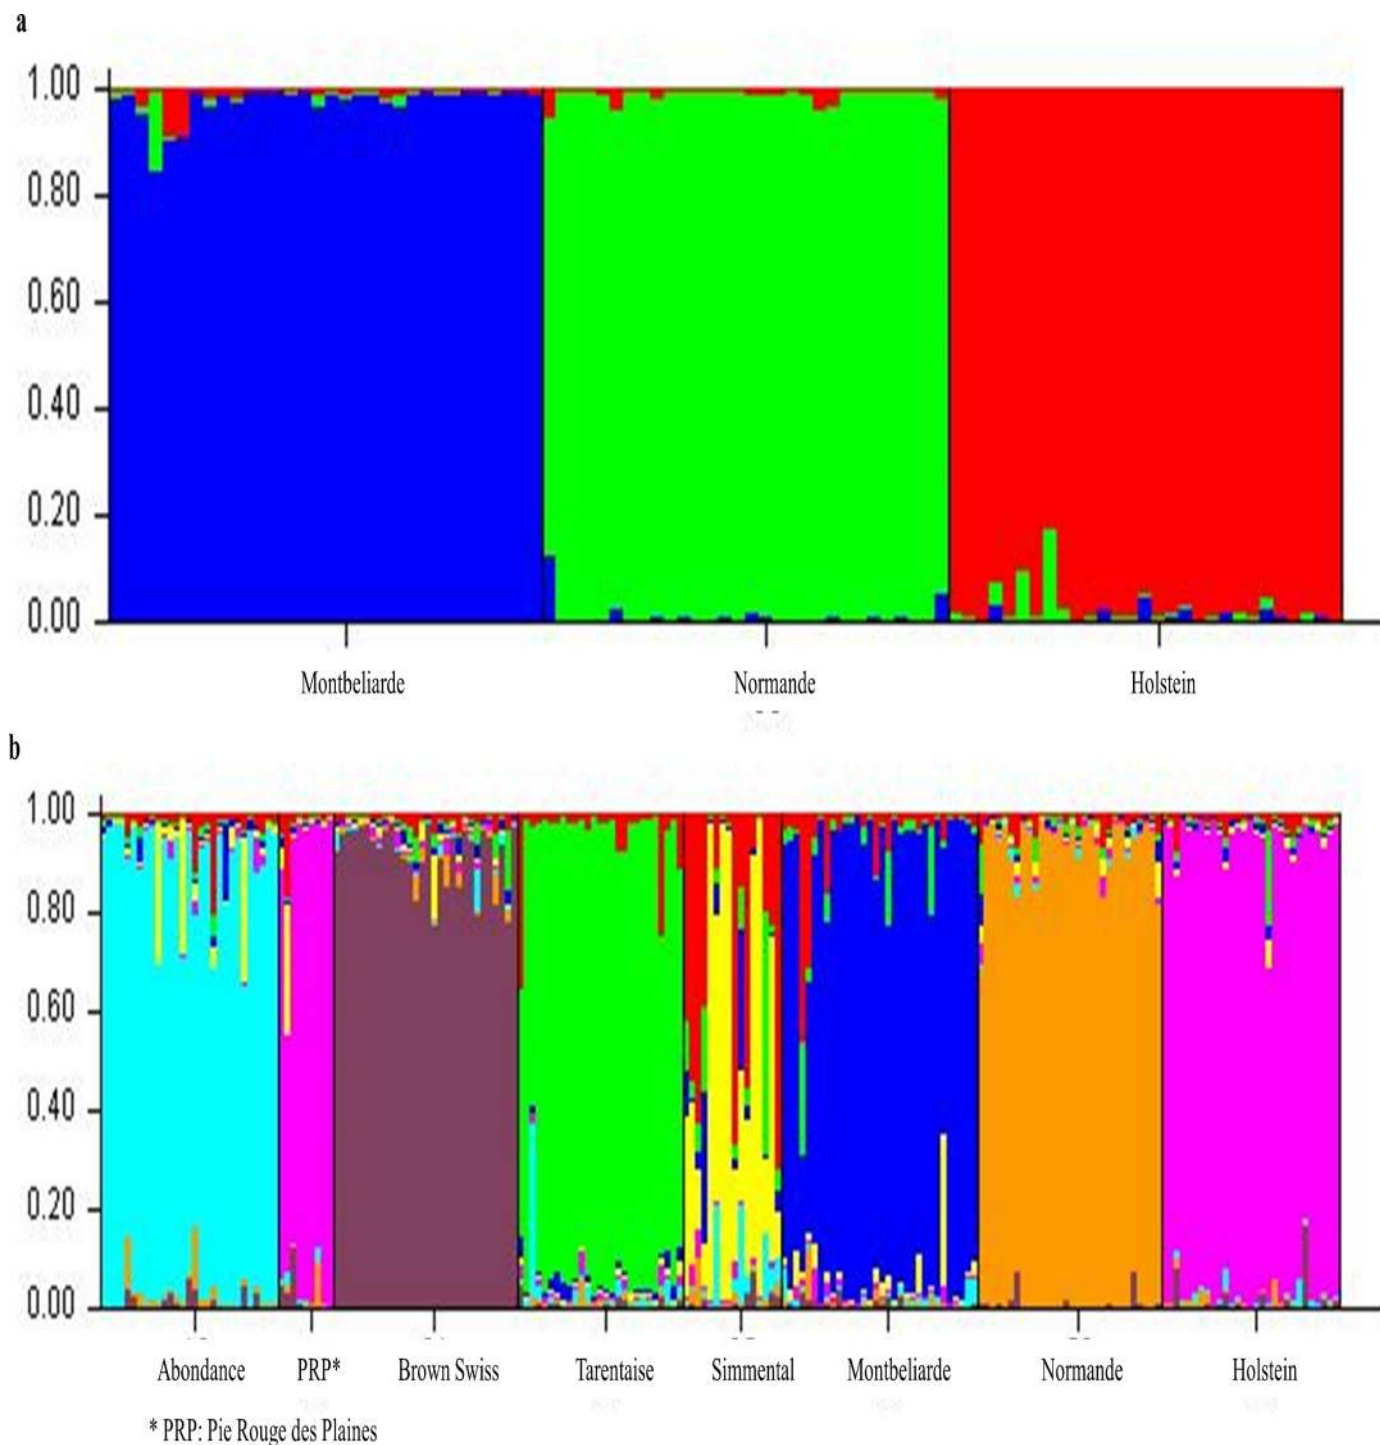 a
1.00
0.80
0.60
0.40
0.20
0.00
Montbeliarde Normande Holstein
b
1.00
0.80
0.60
0.40
0.20
0.00
Abondance PRP* Brown Swiss Tarentaise Simmental Montbeliarde Normande Holstein
* PRP: Pie Rouge des Plaines